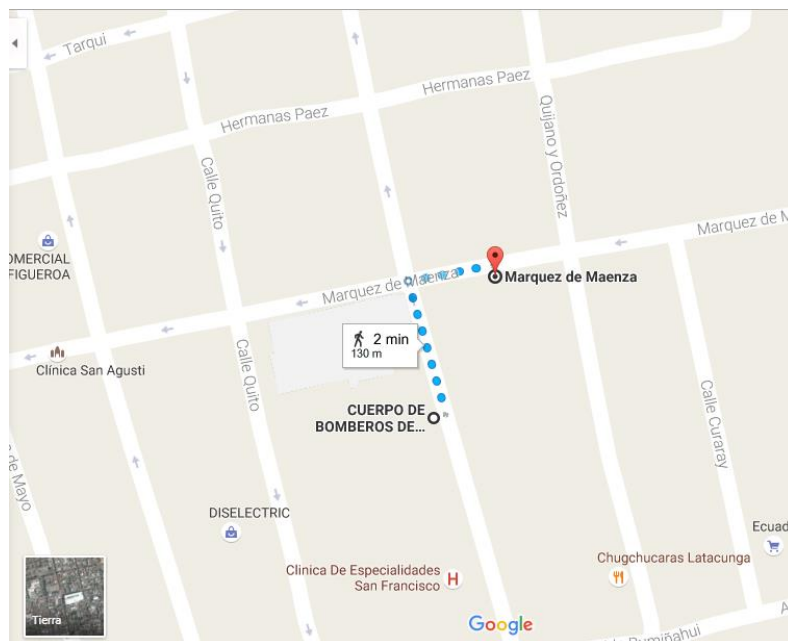 Tarqui
Hermanas Paez
Hermanas Paez
Calle Quito
Quijano y Ordoñez
OMERCIAL
FIGUEROA
Marquez de M
Marquez de Maenza
Marquez de Maenza
2 min
130 m
Clínica San Agusti
CUERPO DE
BOMBEROS DE...
Calle Quito
Calle Curaray
de Mayo
DISELECTRIC
Ecuad
Clinica De Especialidades
San Francisco
H
Chugchucaras Latacunga
Tierra
Google
Rumiñahui
A